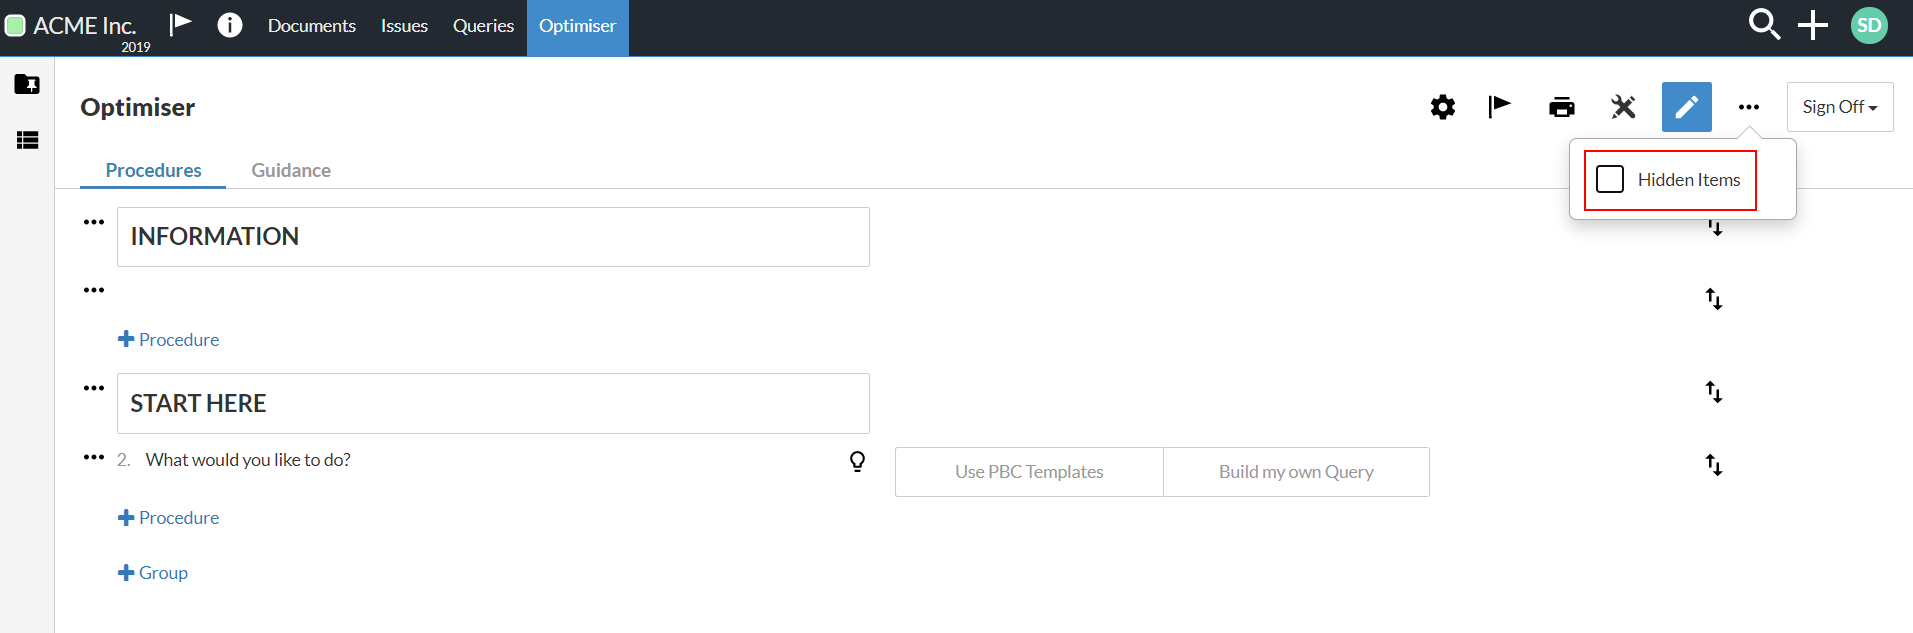 ACME Inc.
2019
Documents
Issues
Queries
Optimiser
SD
Optimiser
Sign Off
Procedures
Guidance
Hidden Items
INFORMATION
Procedure
START HERE
2. What would you like to do?
Use PBC Templates
Build my own Query
Procedure
Group